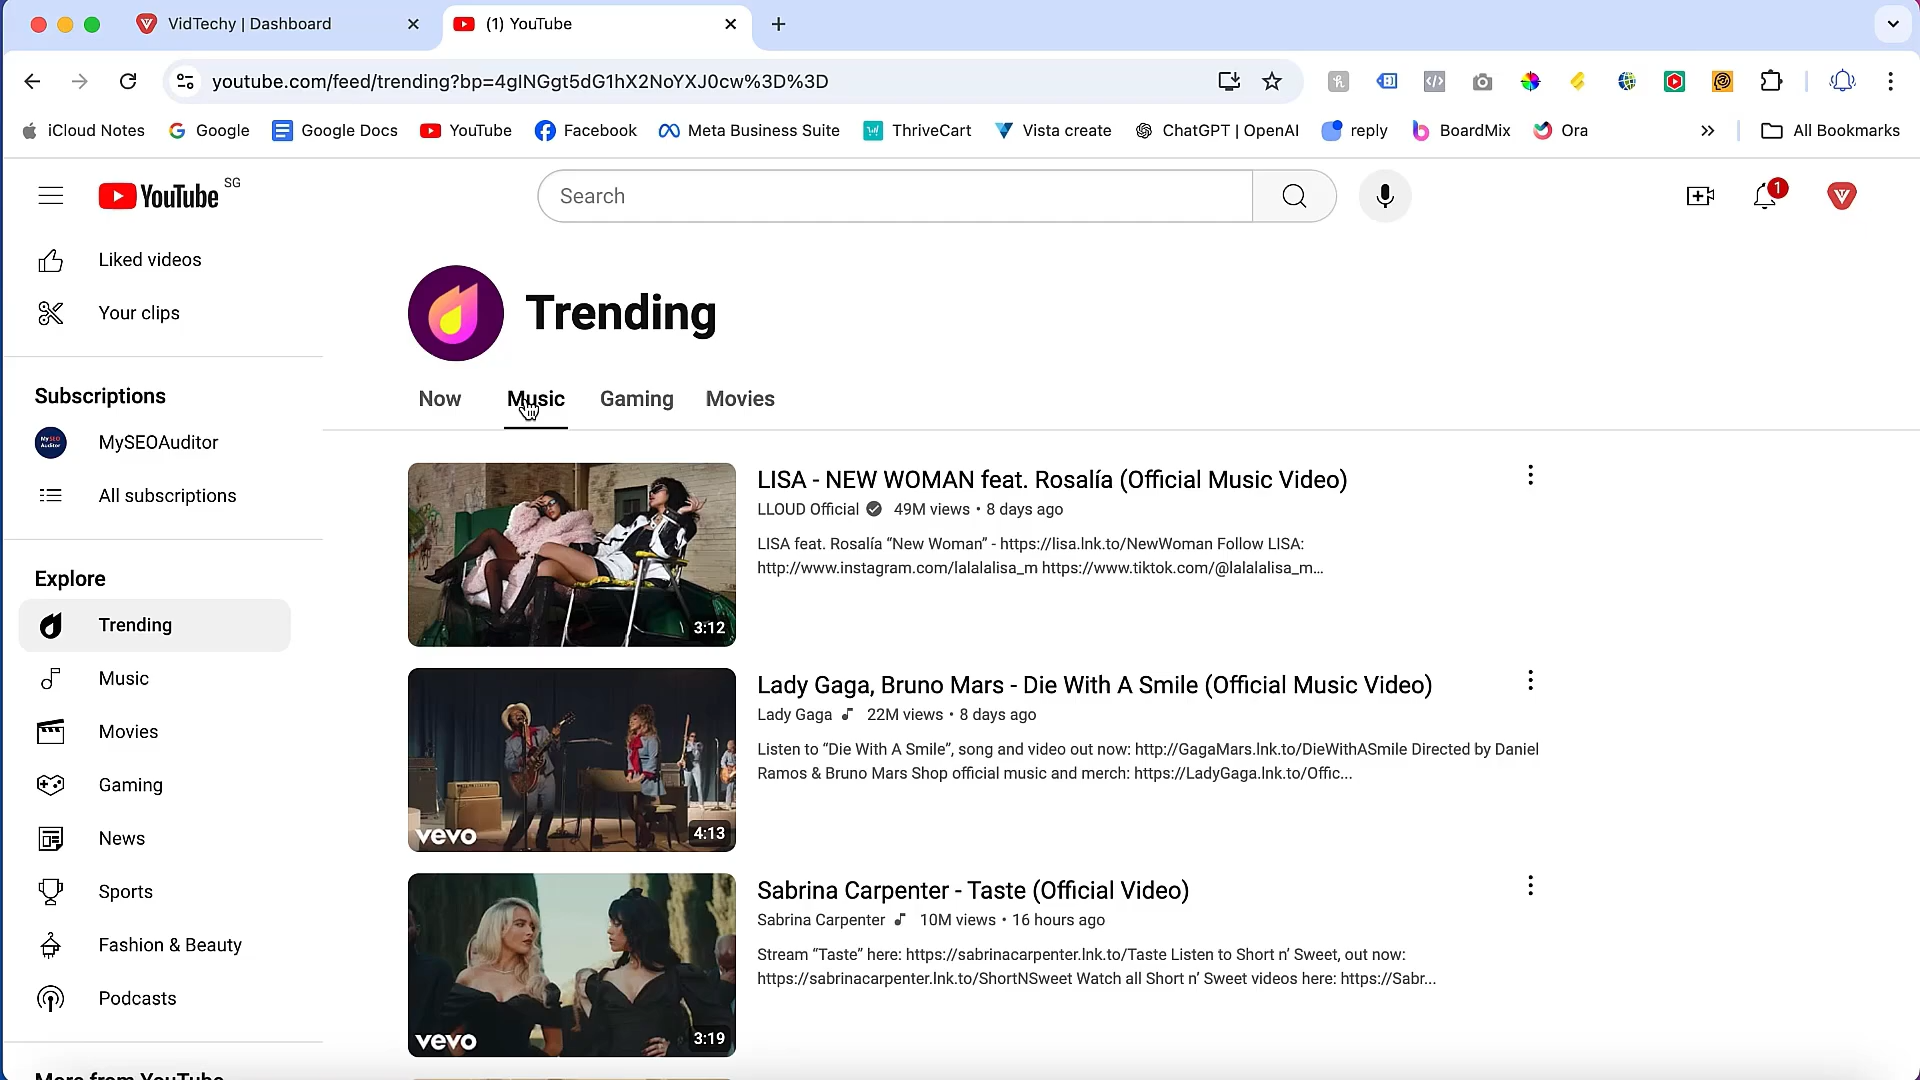 VidTechy | Dashboard
(1) YouTube
youtube.com/feed/trending?bp=4gINGgt5dG1hX2NoYXJ0cw%3D%3D
iCloud Notes
Google
Google Docs
YouTube
Facebook
Meta Business Suite
ThriveCart
Vista create
ChatGPT | OpenAI
reply
BoardMix
Ora
All Bookmarks
YouTube SG
Search
1
Liked videos
Your clips
Subscriptions
MySEOAuditor
All subscriptions
Explore
Trending
Music
Movies
Gaming
News
Sports
Fashion & Beauty
Podcasts
More from YouTube
Trending
Now
Music
Gaming
Movies
3:12
LISA - NEW WOMAN feat. Rosalía (Official Music Video)
LLOUD Official 49M views • 8 days ago
LISA feat. Rosalía “New Woman” - https://lisa.lnk.to/NewWoman Follow LISA:
http://www.instagram.com/lalalalisa_m https://www.tiktok.com/@lalalalisa_m...
vevo
4:13
Lady Gaga, Bruno Mars - Die With A Smile (Official Music Video)
Lady Gaga 22M views • 8 days ago
Listen to “Die With A Smile”, song and video out now: http://GagaMars.lnk.to/DieWithASmile Directed by Daniel
Ramos & Bruno Mars Shop official music and merch: https://LadyGaga.lnk.to/Offic...
vevo
3:19
Sabrina Carpenter - Taste (Official Video)
Sabrina Carpenter 10M views • 16 hours ago
Stream “Taste” here: https://sabrinacarpenter.lnk.to/Taste Listen to Short n’ Sweet, out now:
https://sabrinacarpenter.lnk.to/ShortNSweet Watch all Short n’ Sweet videos here: https://Sabr...